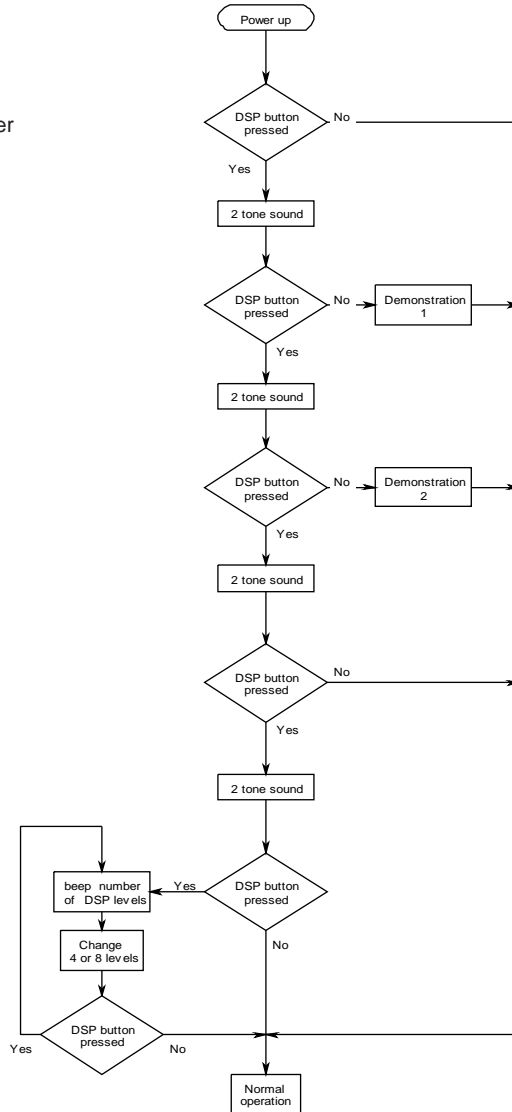 Power up
er
DSP button
pressed
No
Yes
2 tone sound
DSP button
pressed
No
Demonstration
1
Yes
2 tone sound
DSP button
pressed
No
Demonstration
2
Yes
2 tone sound
DSP button
pressed
No
Yes
2 tone sound
beep number
of DSP levels
Yes
DSP button
pressed
No
Change
4 or 8 levels
DSP button
pressed
Yes
No
Normal
operation